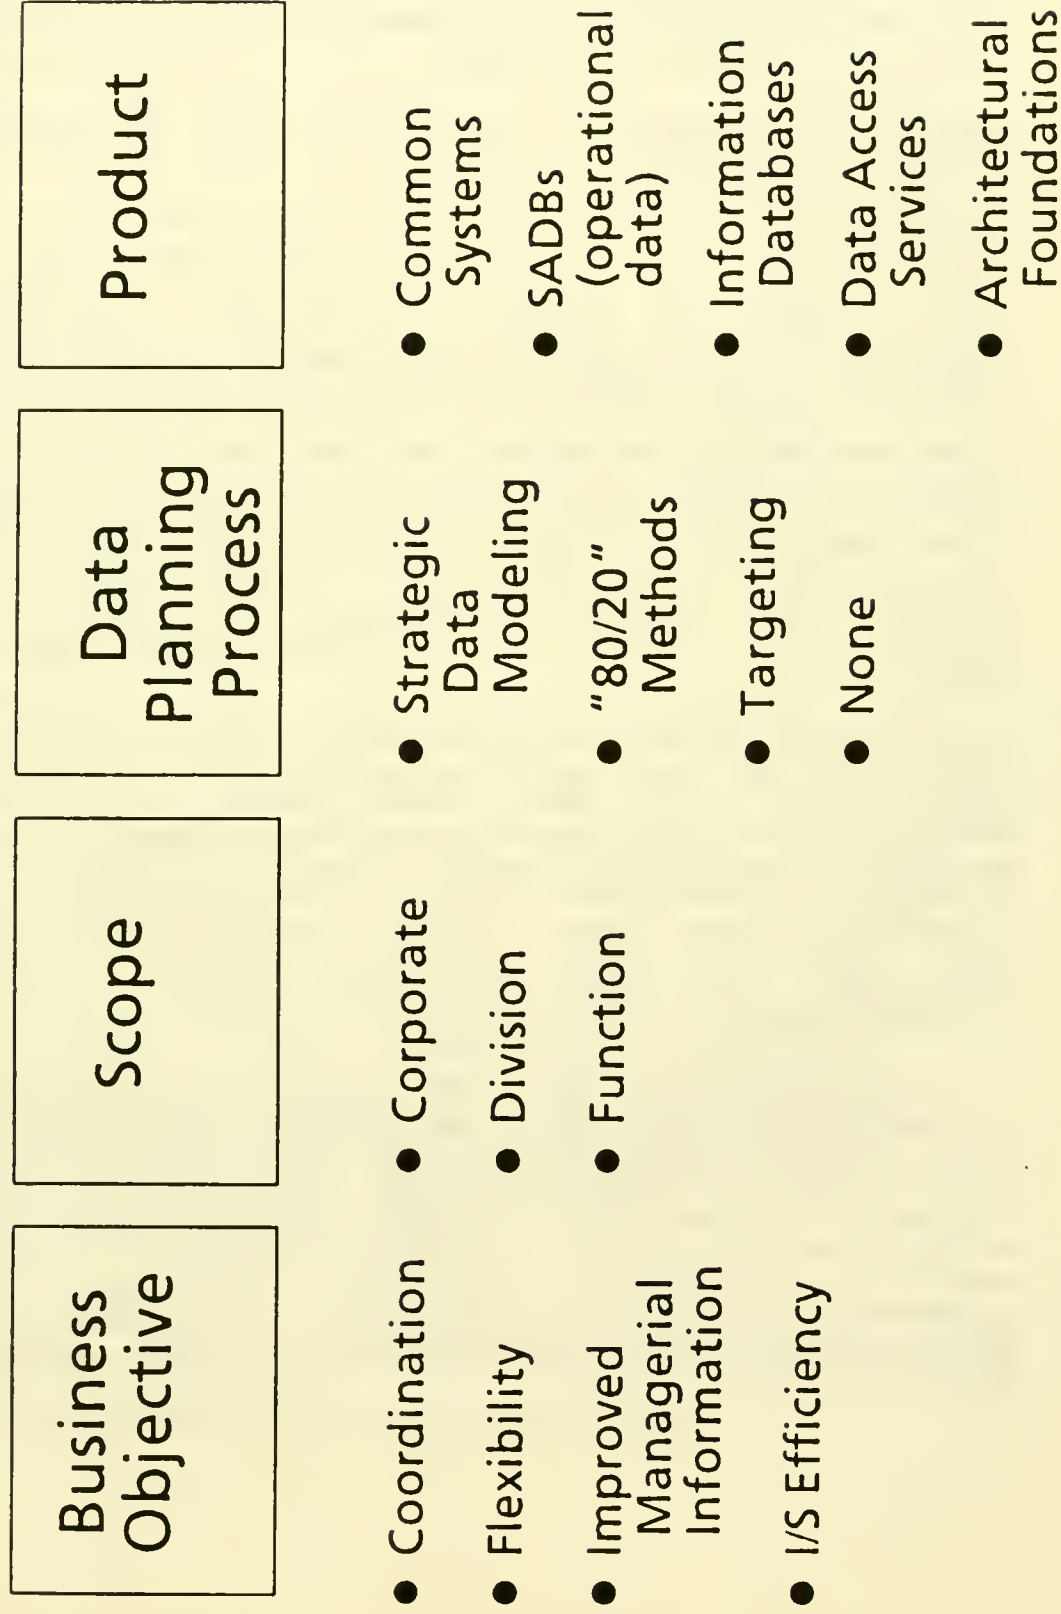 Business
Objective
● Coordination
● Flexibility
● Improved
Managerial
Information
● I/S Efficiency
Scope
● Corporate
● Division
● Function
Data
Planning
Process
● Strategic
Data
Modeling
● "80/20"
Methods
● Targeting
● None
Product
● Common
Systems
● SADBs
(operational
data)
● Information
Databases
● Data Access
Services
● Architectural
Foundations